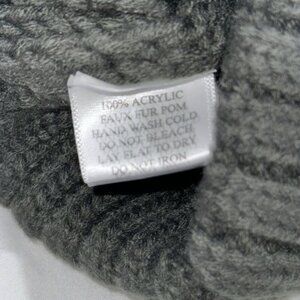 100% ACRYLIC
FAUX FUR POM
HAND WASH COLD
DO NOT BLEACH
LAY FLAT TO DRY
DO NOT IRON